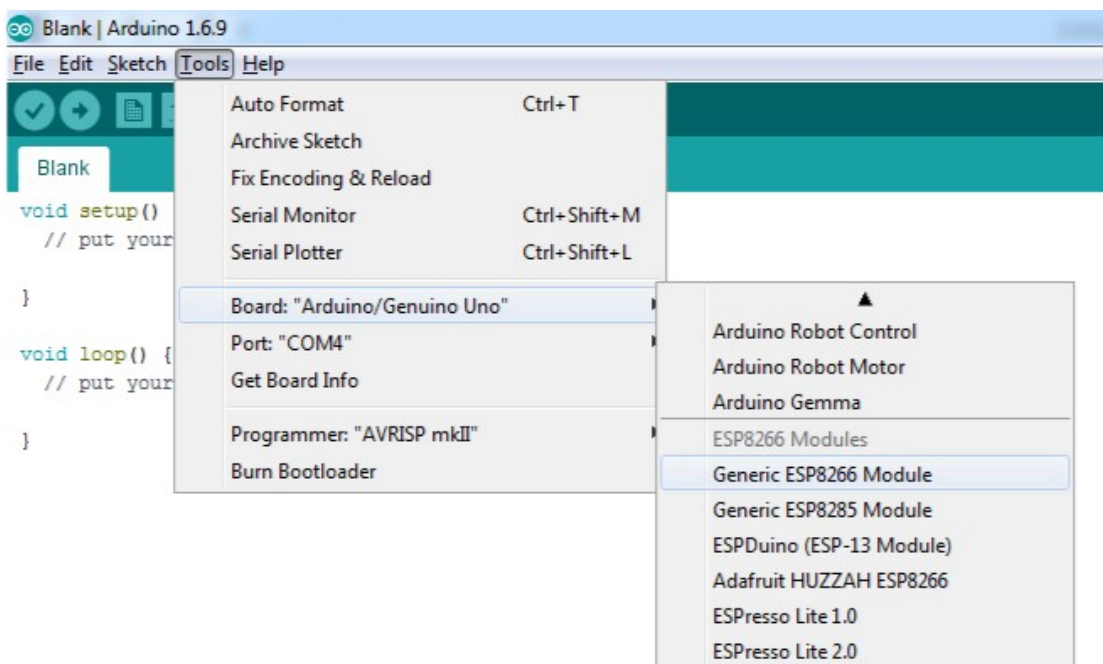 Blank | Arduino 1.6.9
File Edit Sketch Tools Help
Auto Format Ctrl+T
Archive Sketch
Fix Encoding & Reload
Serial Monitor Ctrl+Shift+M
Serial Plotter Ctrl+Shift+L
Board: "Arduino/Genuino Uno"
Port: "COM4"
Get Board Info
Programmer: "AVRISP mkII"
Burn Bootloader
Blank
void setup()
// put your
}
void loop() {
// put your
}
Arduino Robot Control
Arduino Robot Motor
Arduino Gemma
ESP8266 Modules
Generic ESP8266 Module
Generic ESP8285 Module
ESPDuino (ESP-13 Module)
Adafruit HUZZAH ESP8266
ESPresso Lite 1.0
ESPresso Lite 2.0